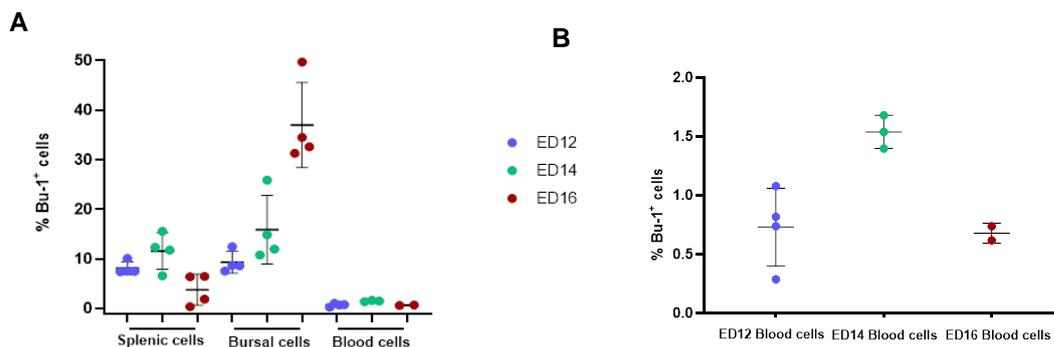 A
% Bu-1⁺ cells
50
40
30
20
10
0
Splenic cells
Bursal cells
Blood cells
ED12
ED14
ED16
B
% Bu-1⁺ cells
2.0
1.5
1.0
0.5
0.0
ED12 Blood cells
ED14 Blood cells
ED16 Blood cells